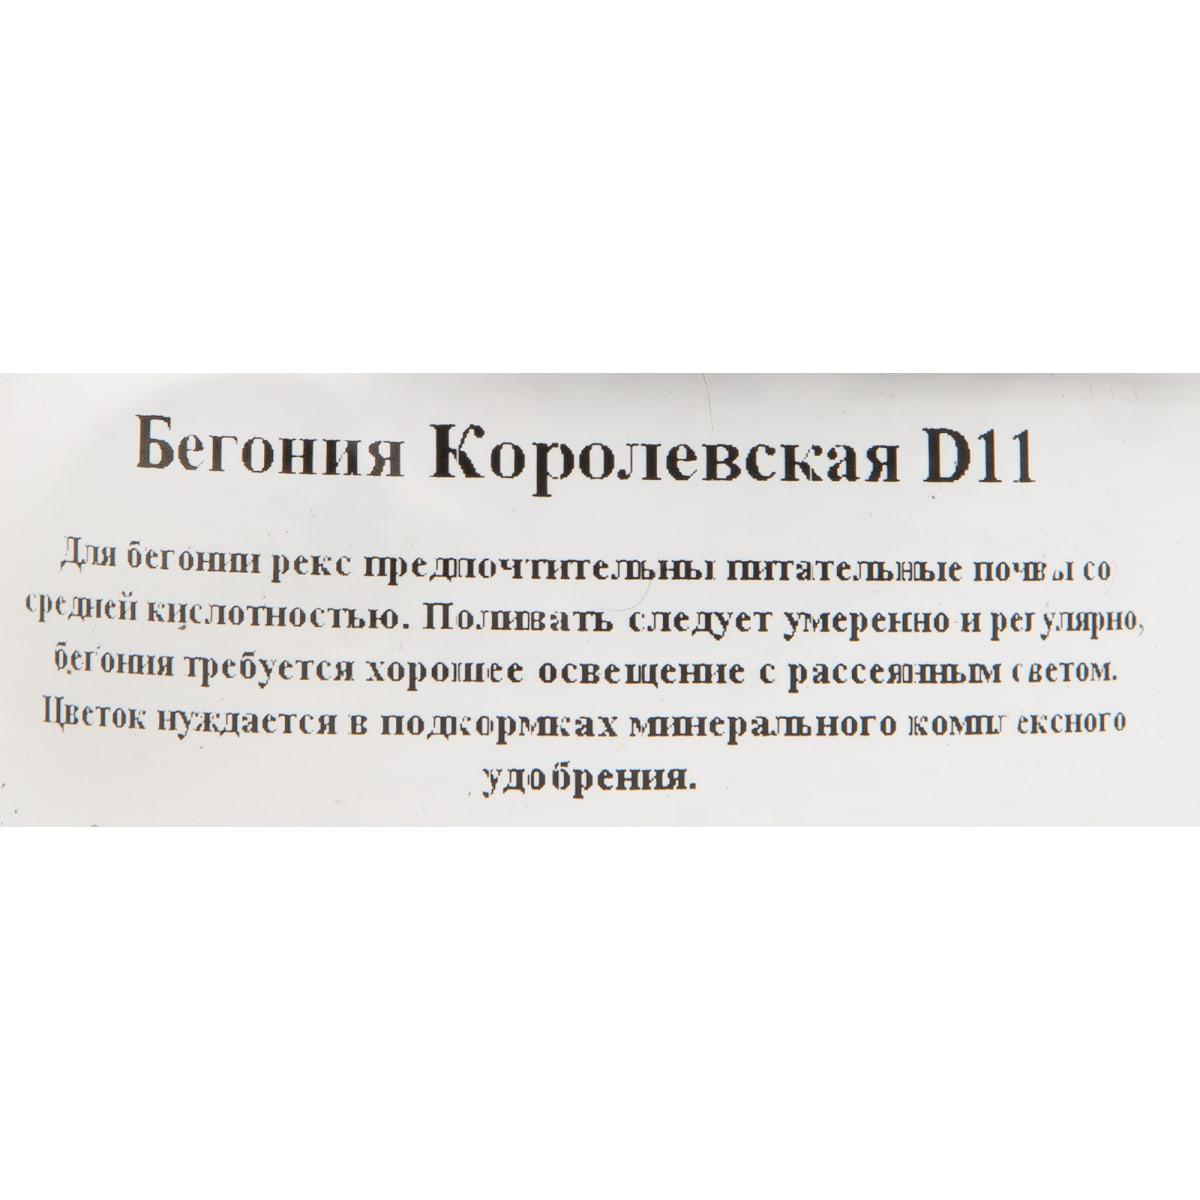 Бегония Королевская D11
Для бегонии рекс предпочтительны питательные почвы со
средней кислотностью. Поливать следует умеренно и регулярно,
бегония требуется хорошее освещение с рассеянным светом.
Цветок нуждается в подкормках минерального комплексного
удобрения.